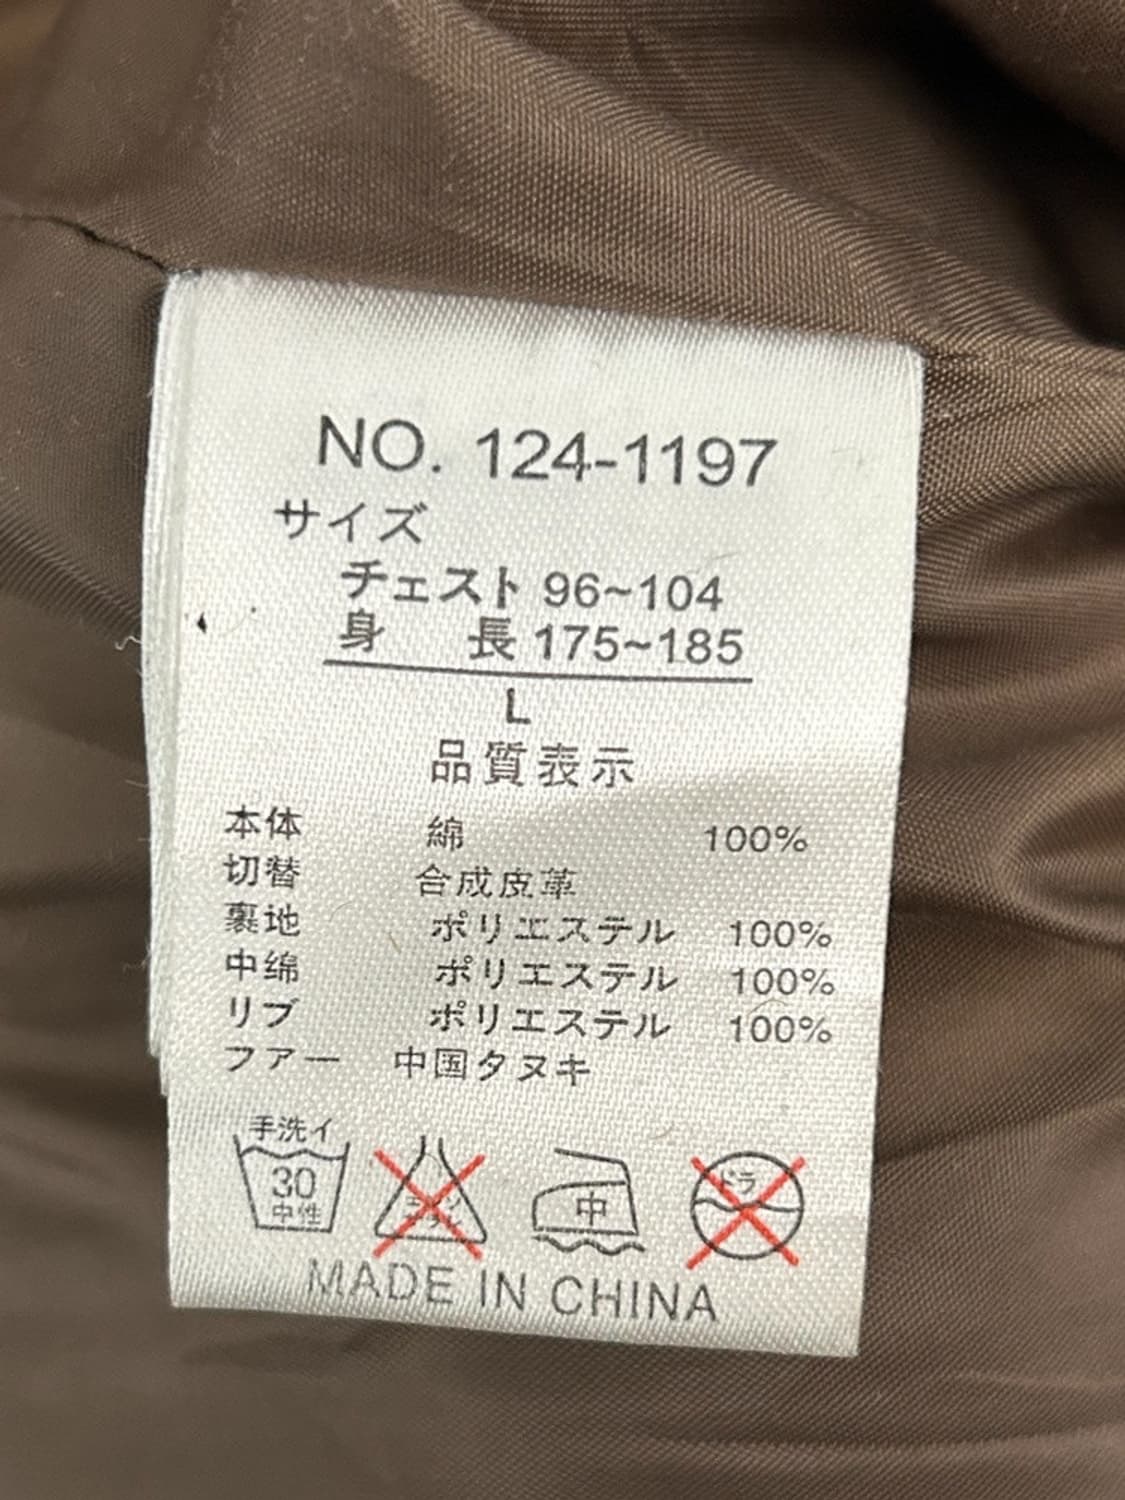 NO. 124-1197
サイズ
チェスト 96~104
身 長 175~185
L
品質表示
本体 綿 100%
切替 合成皮革
裏地 ポリエステル 100%
中绵 ポリエステル 100%
リブ ポリエステル 100%
ファー 中国タヌキ
手洗イ
30
中性
中
ドラ
MADE IN CHINA